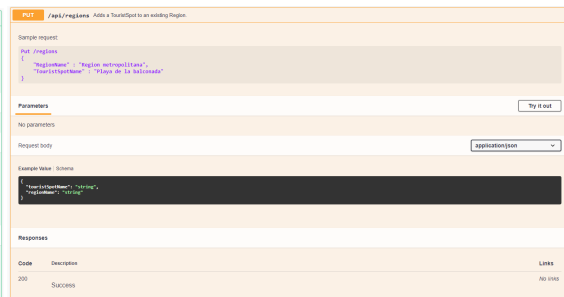 PUT /api/regions Adds a TouristSpot to an existing Region
Sample request:
Put /regions
{
"RegionName" : "Region metropolitana",
"TouristSpotName" : "Playa de la balconada"
}
Parameters Try it out
No parameters
Request body application/json
Example Value Schema
{
"touristSpotName": "string",
"regionName": "string"
}
Responses
Code Description Links
200 Success No links